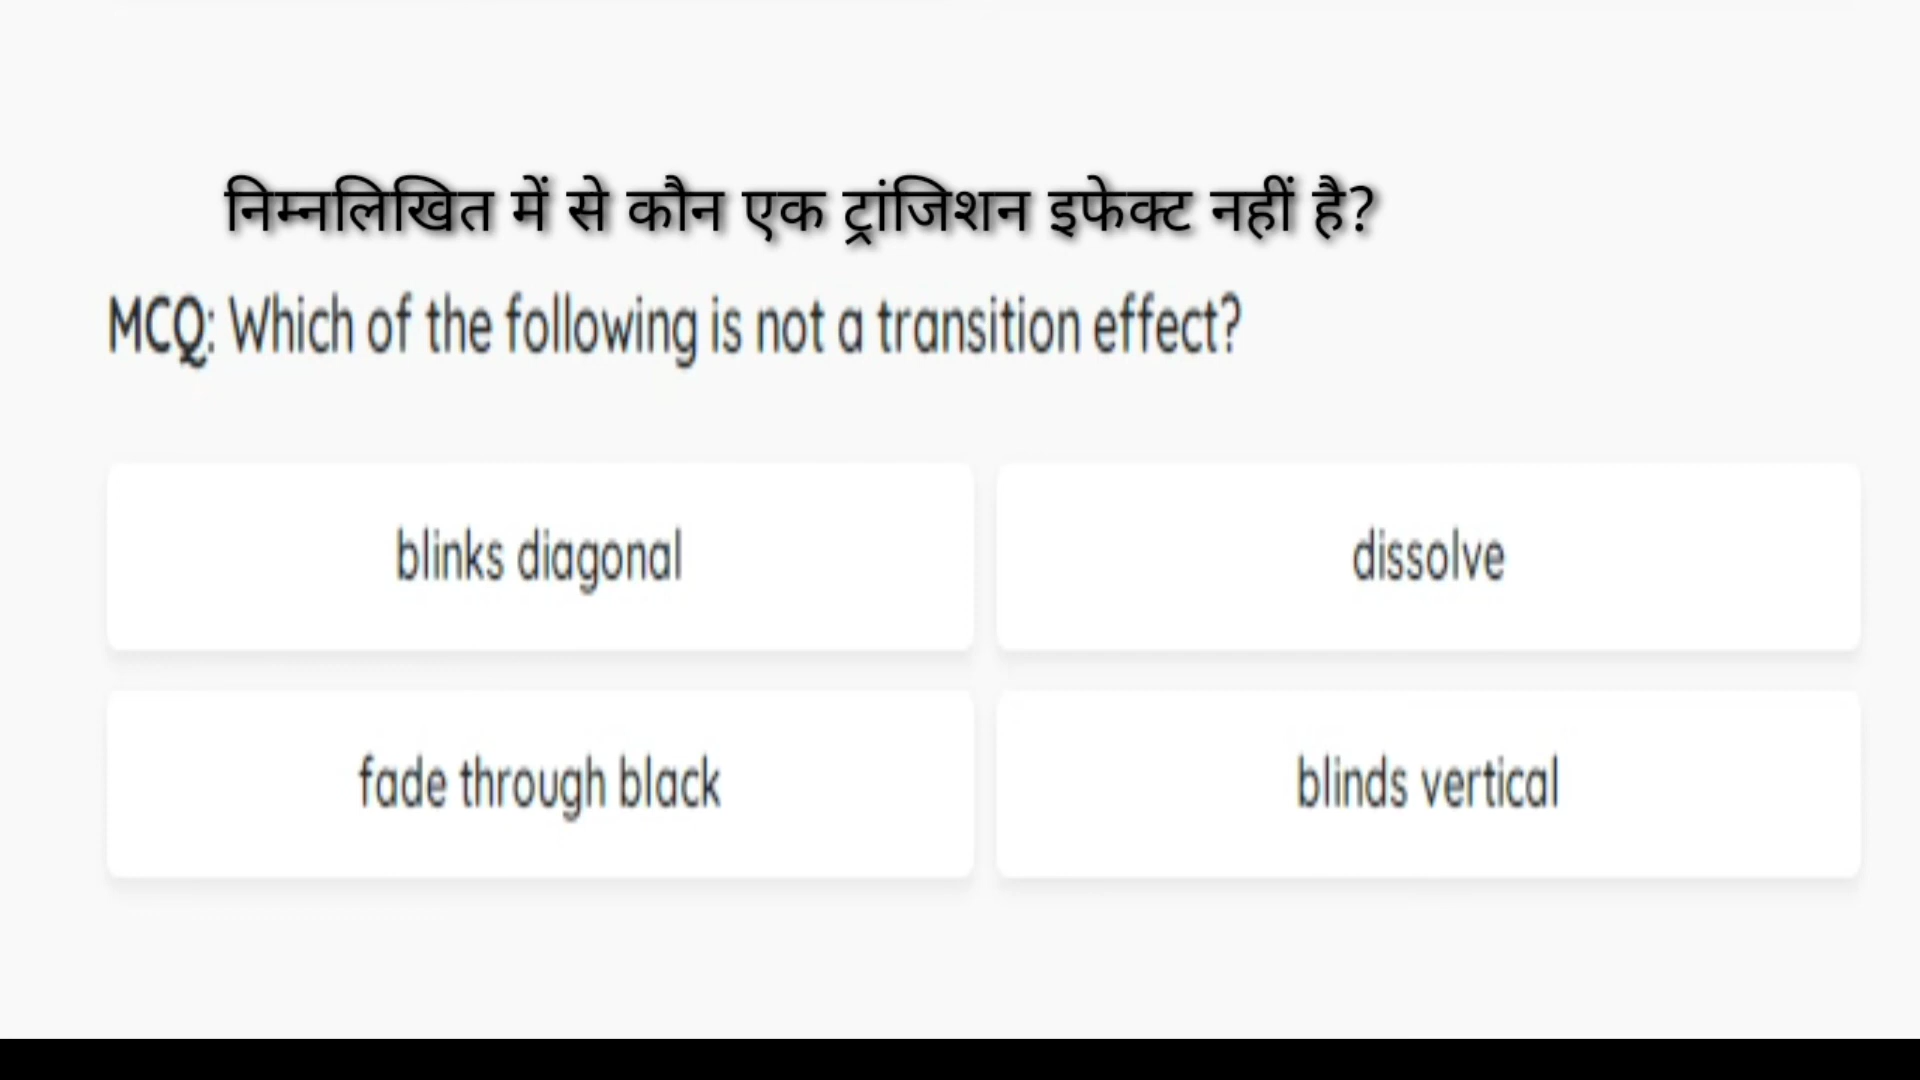 निम्नलिखित में से कौन एक ट्रांजिशन इफेक्ट नहीं है?
MCQ: Which of the following is not a transition effect?
blinks diagonal
dissolve
fade through black
blinds vertical